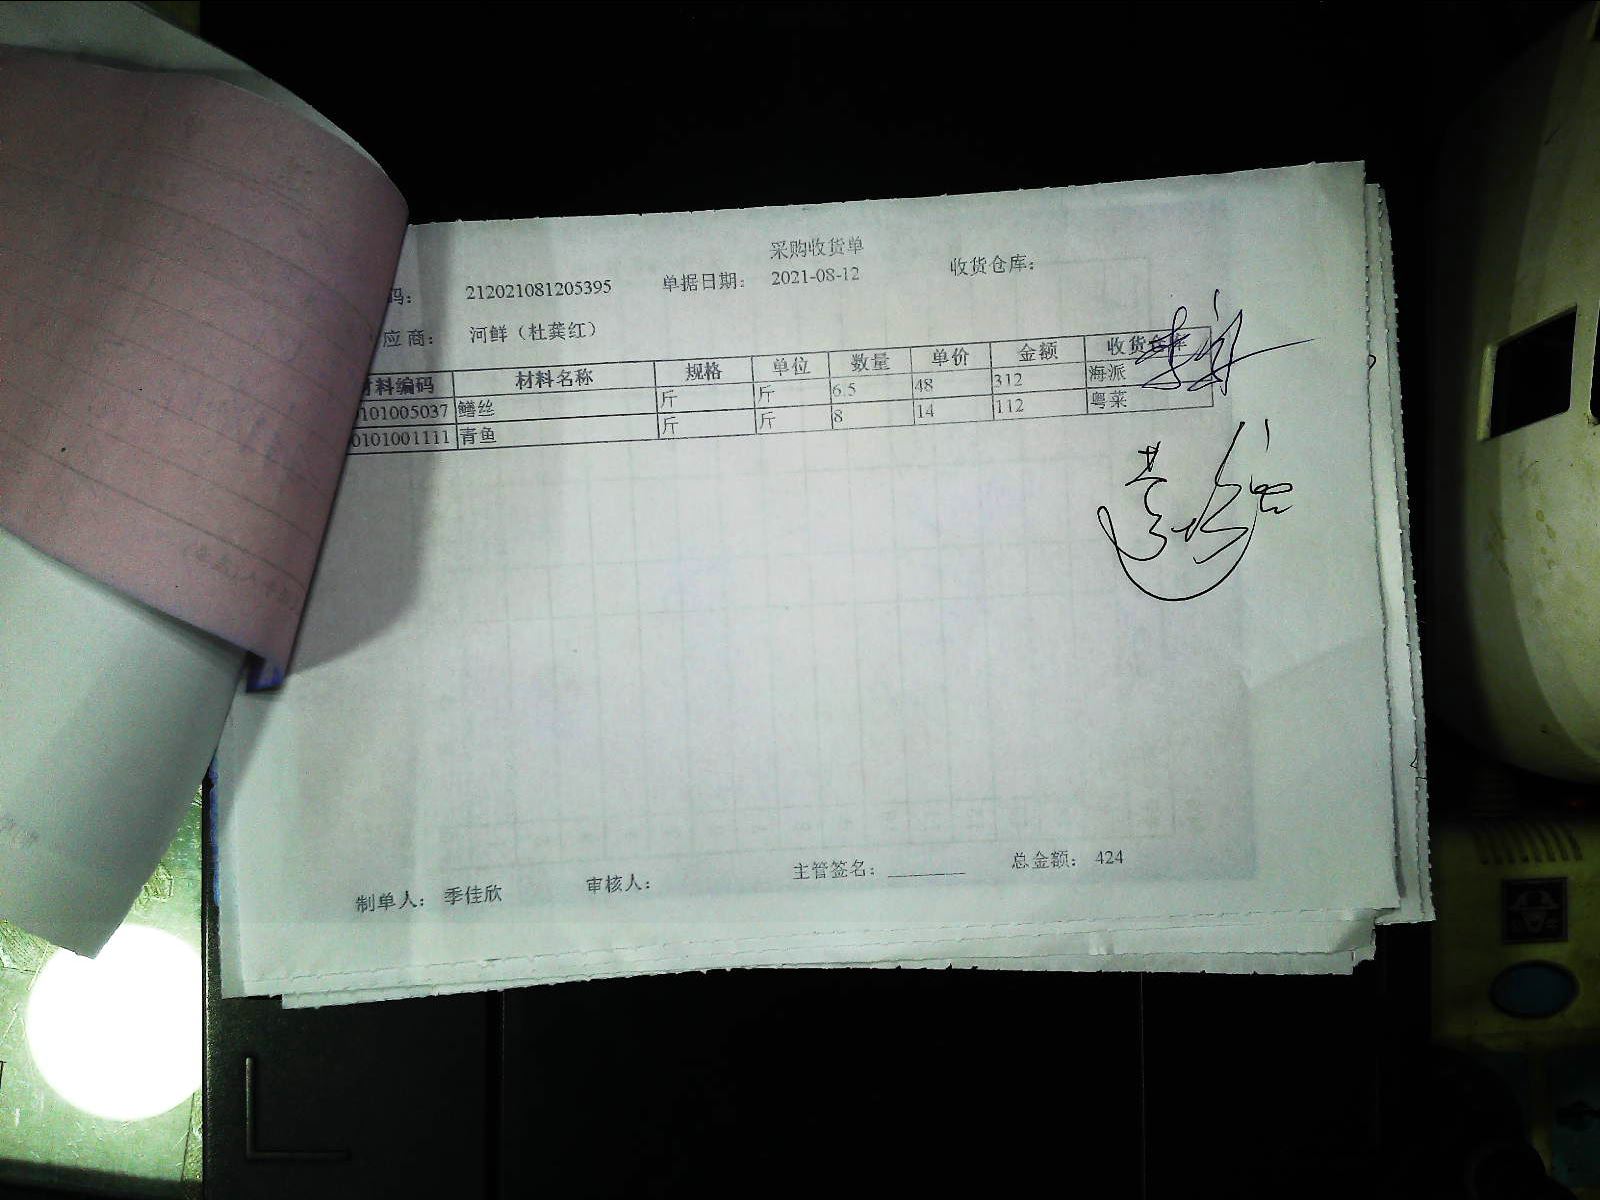 采购收货单
码： 212021081205395 单据日期： 2021-08-12 收货仓库：
应商： 河鲜（杜龚红）
材料编码 材料名称 规格 单位 数量 单价 金额 收货仓库
101005037 鳝丝 斤 斤 6.5 48 312 海派
0101001111 青鱼 斤 斤 8 14 112 粤菜
制单人： 季佳欣 审核人： 主管签名：________ 总金额： 424